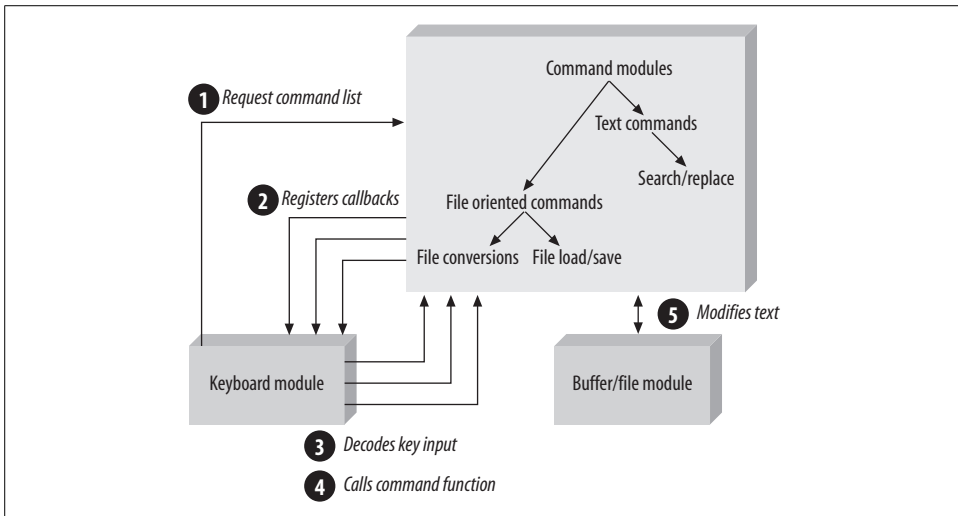 Command modules
1 Request command list
Text commands
Search/replace
2 Registers callbacks
File oriented commands
File conversions File load/save
5 Modifies text
Keyboard module
Buffer/file module
3 Decodes key input
4 Calls command function